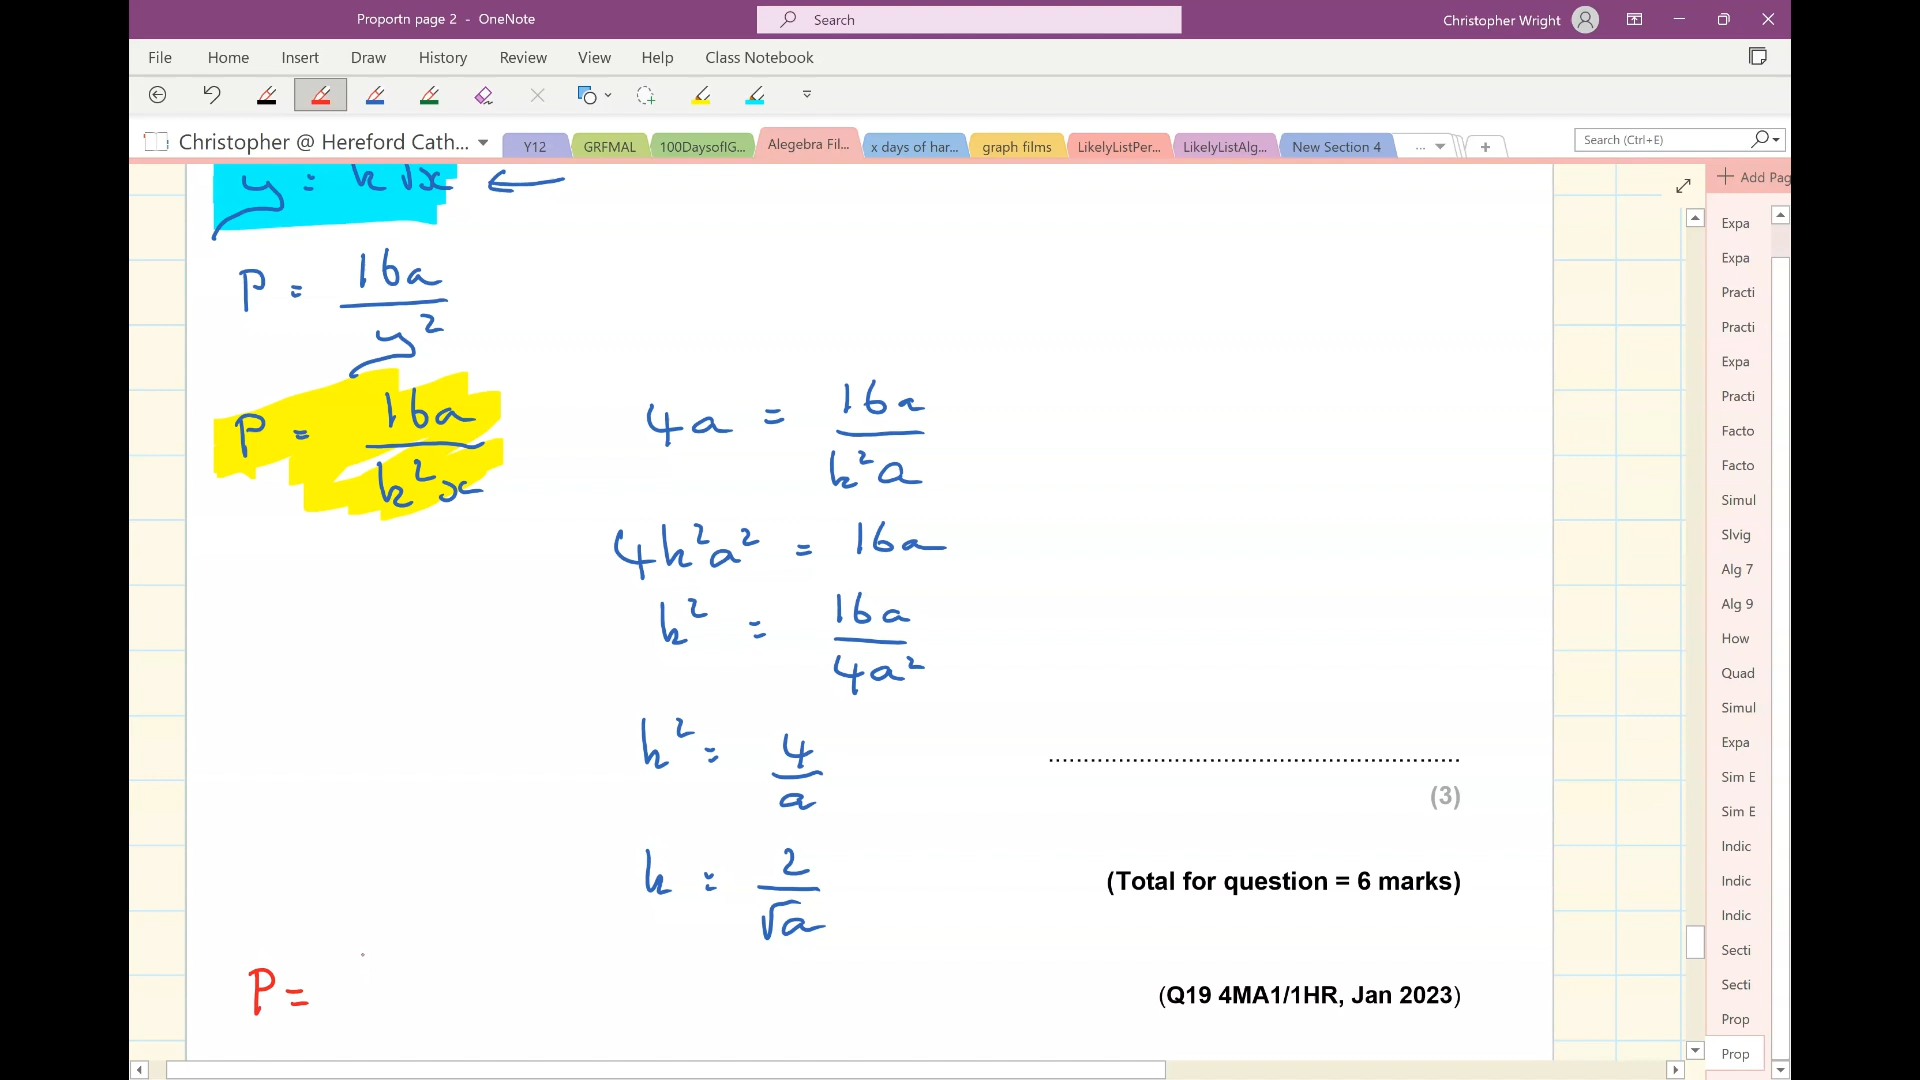 Proportn page 2 - OneNote
Search
Christopher Wright
File Home Insert Draw History Review View Help Class Notebook
Christopher @ Hereford Cath...
Y12 GRFMAL 100DaysofIG... Alegebra Fil... x days of har... graph films LikelyListPer... LikelyListAlg... New Section 4 ...
Search (Ctrl+E)
Add Pag
y = k√x ←
P = 16a / y²
P = 16a / k²x
4a = 16a / k²a
4k²a² = 16a
k² = 16a / 4a²
k² = 4 / a
k = 2 / √a
P =
(3)
(Total for question = 6 marks)
(Q19 4MA1/1HR, Jan 2023)
Expa
Expa
Practi
Practi
Expa
Practi
Facto
Facto
Simul
Slvig
Alg 7
Alg 9
How
Quad
Simul
Expa
Sim E
Sim E
Indic
Indic
Indic
Secti
Secti
Prop
Prop